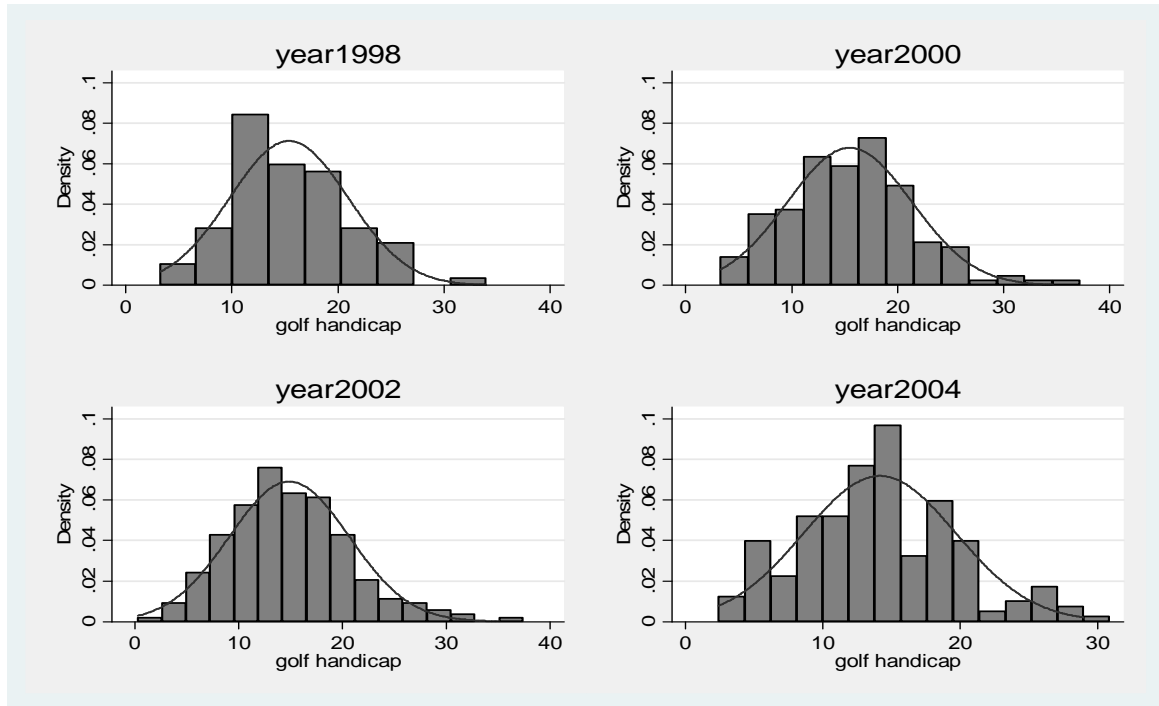 year1998
Density
0 .02 .04 .06 .08 .1
0 10 20 30 40
golf handicap
year2000
Density
0 .02 .04 .06 .08 .1
0 10 20 30 40
golf handicap
year2002
Density
0 .02 .04 .06 .08 .1
0 10 20 30 40
golf handicap
year2004
Density
0 .02 .04 .06 .08 .1
0 10 20 30
golf handicap